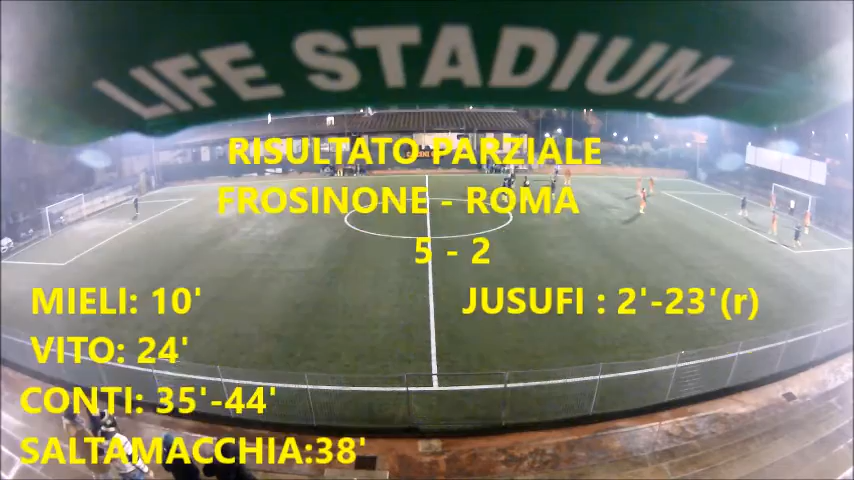 LIFE STADIUM
RISULTATO PARZIALE
FROSINONE - ROMA
5 - 2
MIELI: 10' JUSUFI : 2'-23'(r)
VITO: 24'
CONTI: 35'-44'
SALTAMACCHIA:38'